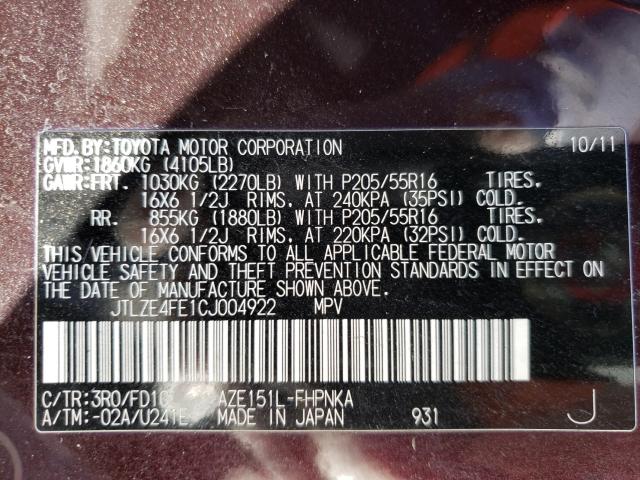 MFD.BY:TOYOTA MOTOR CORPORATION 10/11
GVWR:1860KG (4105LB)
GAWR:FRT. 1030KG (2270LB) WITH P205/55R16 TIRES.
16X6 1/2J RIMS. AT 240KPA (35PSI) COLD.
RR. 855KG (1880LB) WITH P205/55R16 TIRES.
16X6 1/2J RIMS. AT 220KPA (32PSI) COLD.
THIS VEHICLE CONFORMS TO ALL APPLICABLE FEDERAL MOTOR
VEHICLE SAFETY AND THEFT PREVENTION STANDARDS IN EFFECT ON
THE DATE OF MANUFACTURE SHOWN ABOVE.
JTLZE4FE1CJ004922 MPV
C/TR:3R0/FD10 AZE151L-FHPNKA
A/TM:-02A/U241E MADE IN JAPAN 931 J